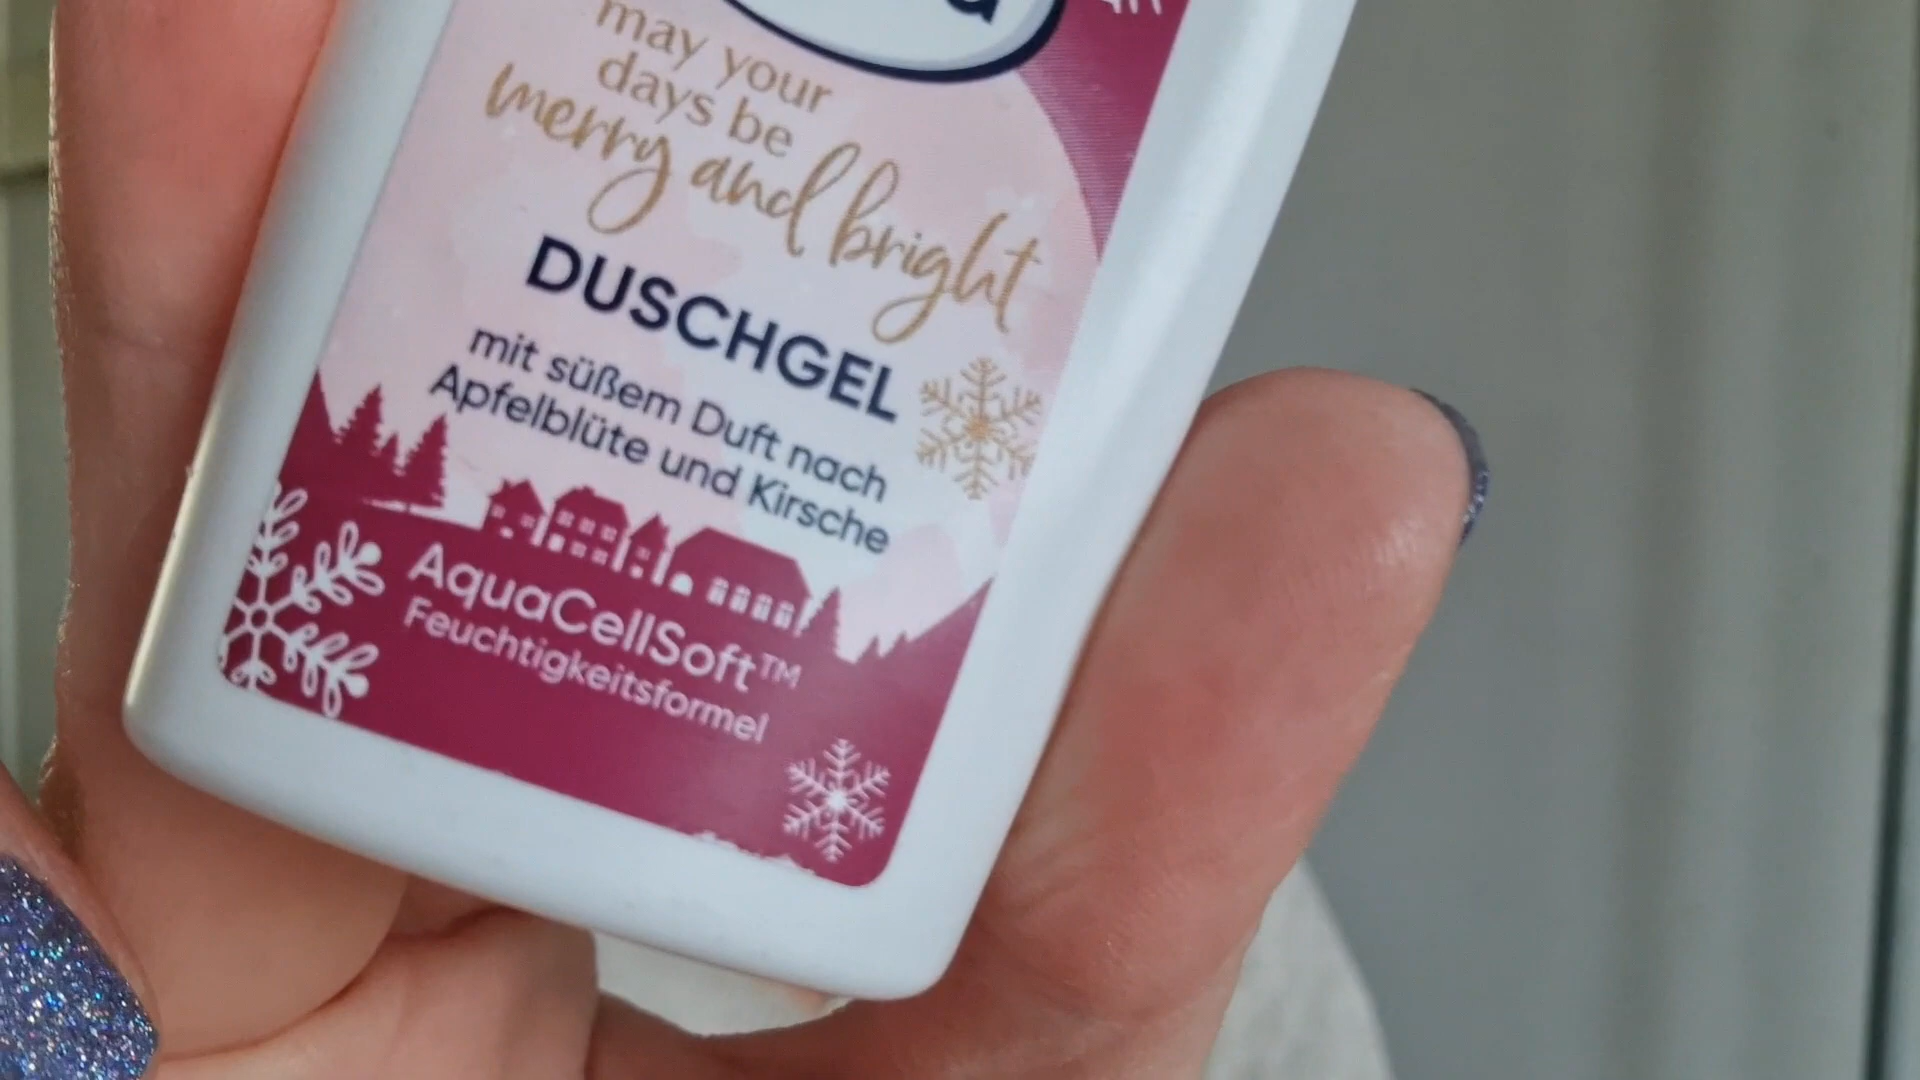 may your
days be
merry and bright
DUSCHGEL
mit süßem Duft nach
Apfelblüte und Kirsche
AquaCellSoft™
Feuchtigkeitsformel